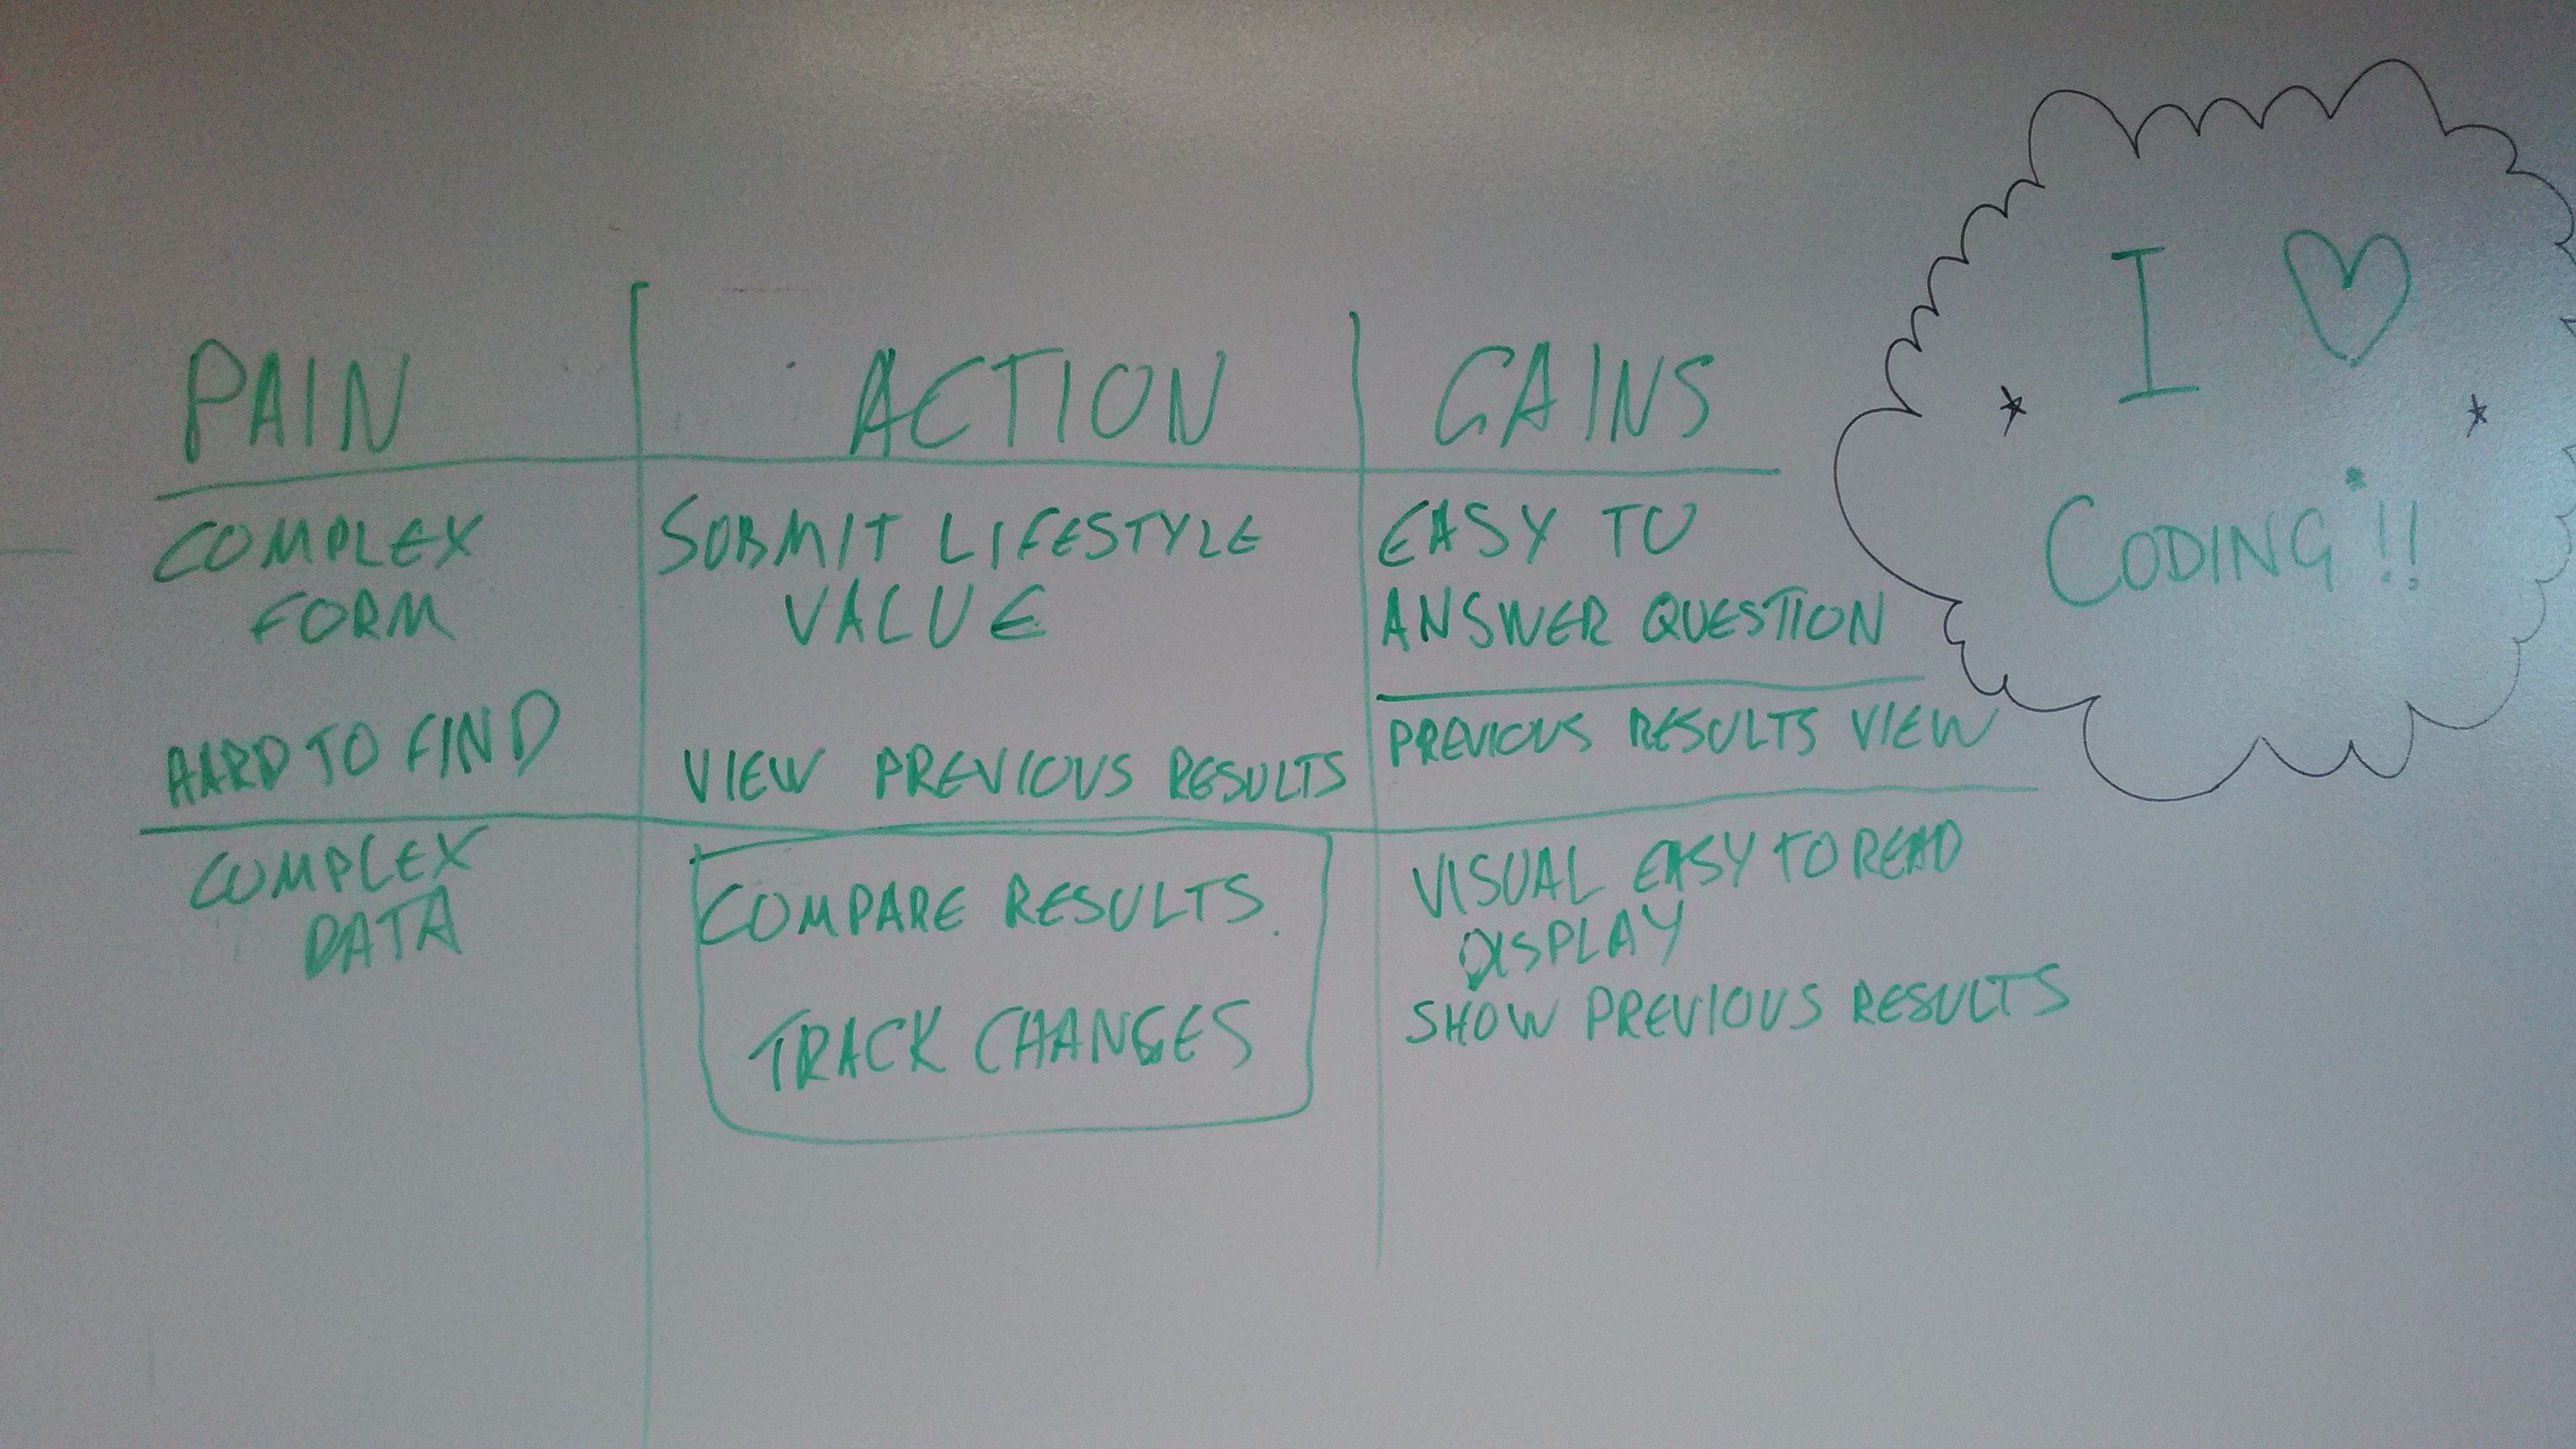 PAIN ACTION GAINS
COMPLEX SUBMIT LIFESTYLE EASY TO
FORM VALUE ANSWER QUESTION
HARD TO FIND VIEW PREVIOUS RESULTS PREVIOUS RESULTS VIEW
COMPLEX COMPARE RESULTS. VISUAL EASY TO READ
DATA DISPLAY
TRACK CHANGES SHOW PREVIOUS RESULTS
I ♡
CODING !!